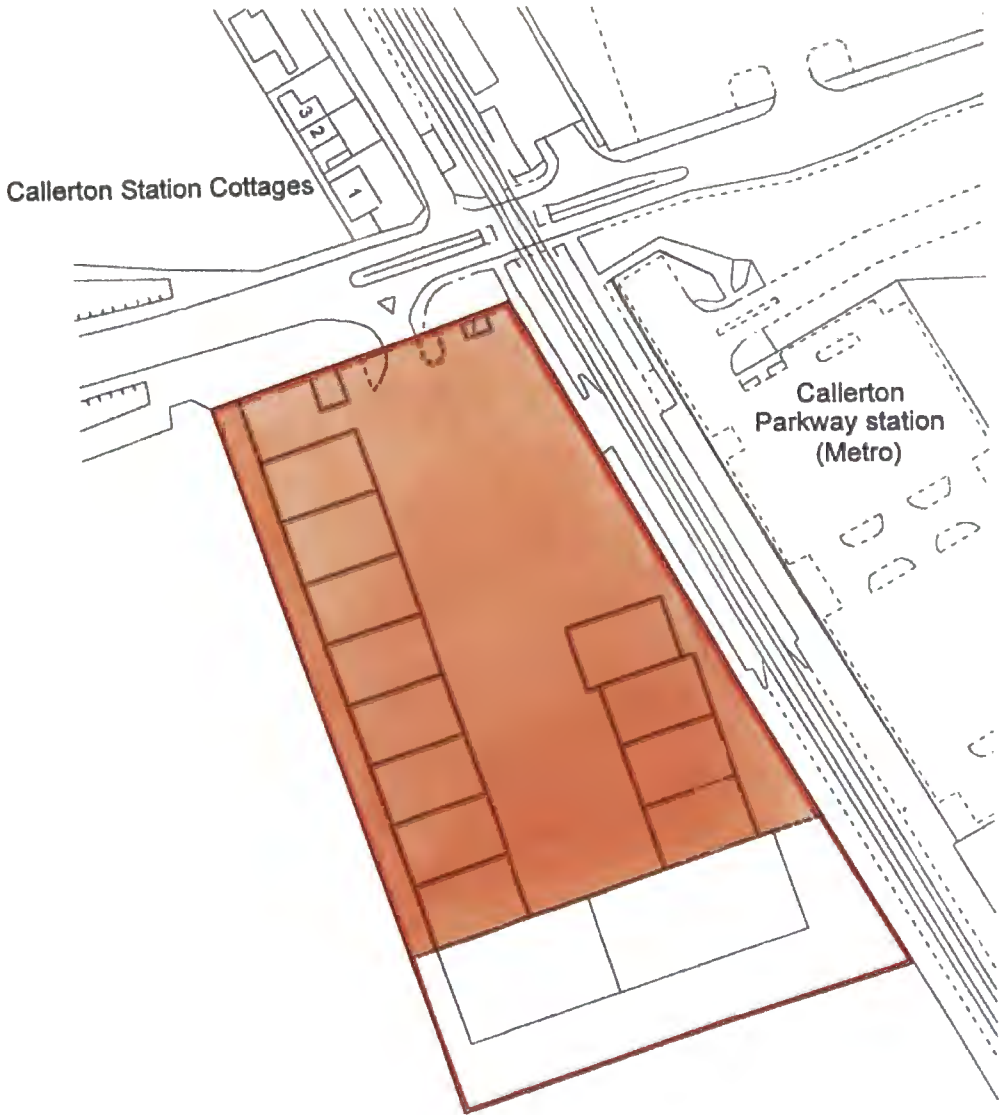 3
2
1
Callerton Station Cottages
Callerton
Parkway station
(Metro)